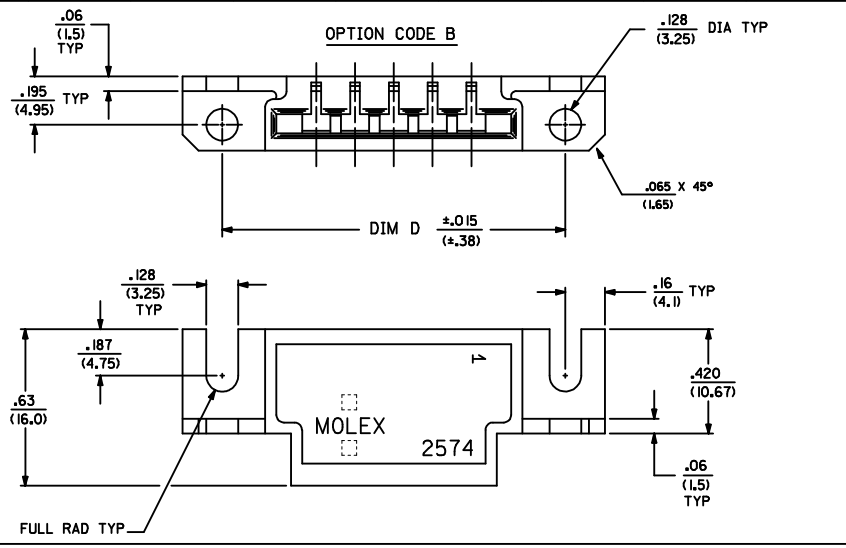 .06
(1.5)
TYP
OPTION CODE B
.128
(3.25)
DIA TYP
.195
(4.95)
TYP
.065 X 45°
(1.65)
DIM D
±.015
(±.38)
.128
(3.25)
TYP
.16
(4.1)
TYP
.187
(4.75)
1
.420
(10.67)
.63
(16.0)
MOLEX
2574
.06
(1.5)
TYP
FULL RAD TYP